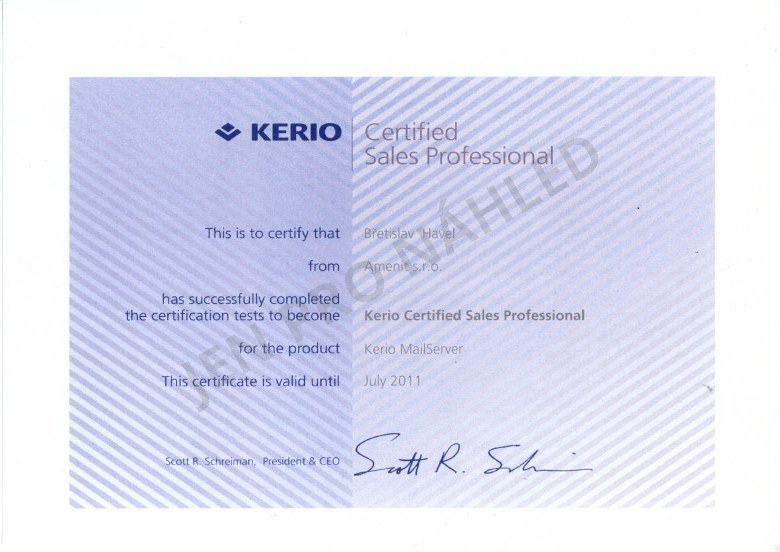 KERIO
Certified
Sales Professional
This is to certify that Břetislav Havel
from Amenit s.r.o.
has successfully completed
the certification tests to become Kerio Certified Sales Professional
for the product Kerio MailServer
This certificate is valid until July 2011
Scott R. Schreiman, President & CEO
JEN PRO NÁHLED